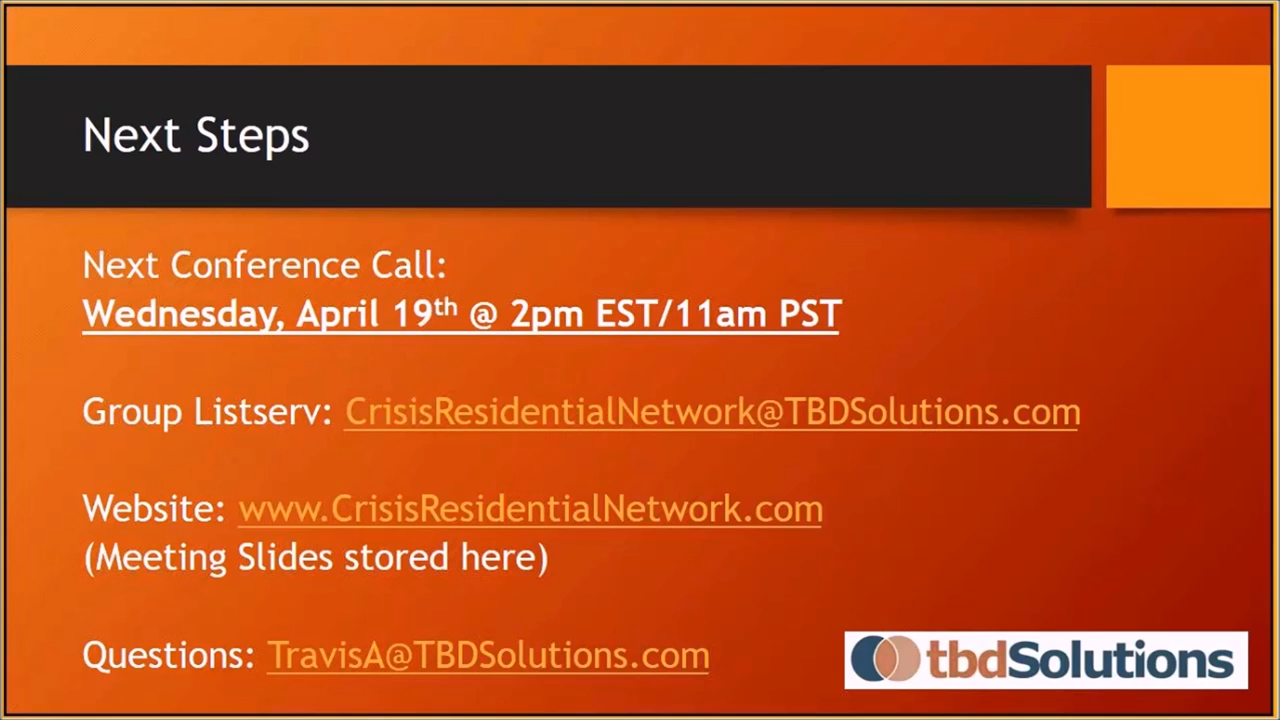 Next Steps
Next Conference Call:
Wednesday, April 19th @ 2pm EST/11am PST
Group Listserv: CrisisResidentialNetwork@TBDSolutions.com
Website: www.CrisisResidentialNetwork.com
(Meeting Slides stored here)
Questions: TravisA@TBDSolutions.com
tbdSolutions